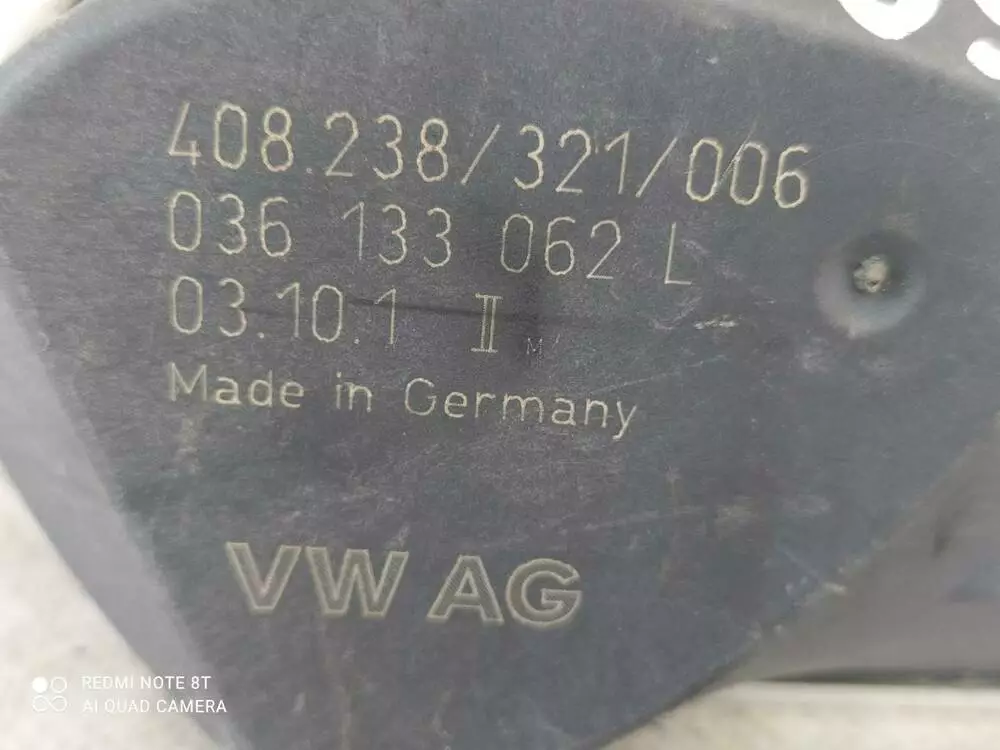 408.238/321/006
036 133 062 L
03.10.1 II M
Made in Germany
VW AG
REDMI NOTE 8T
AI QUAD CAMERA